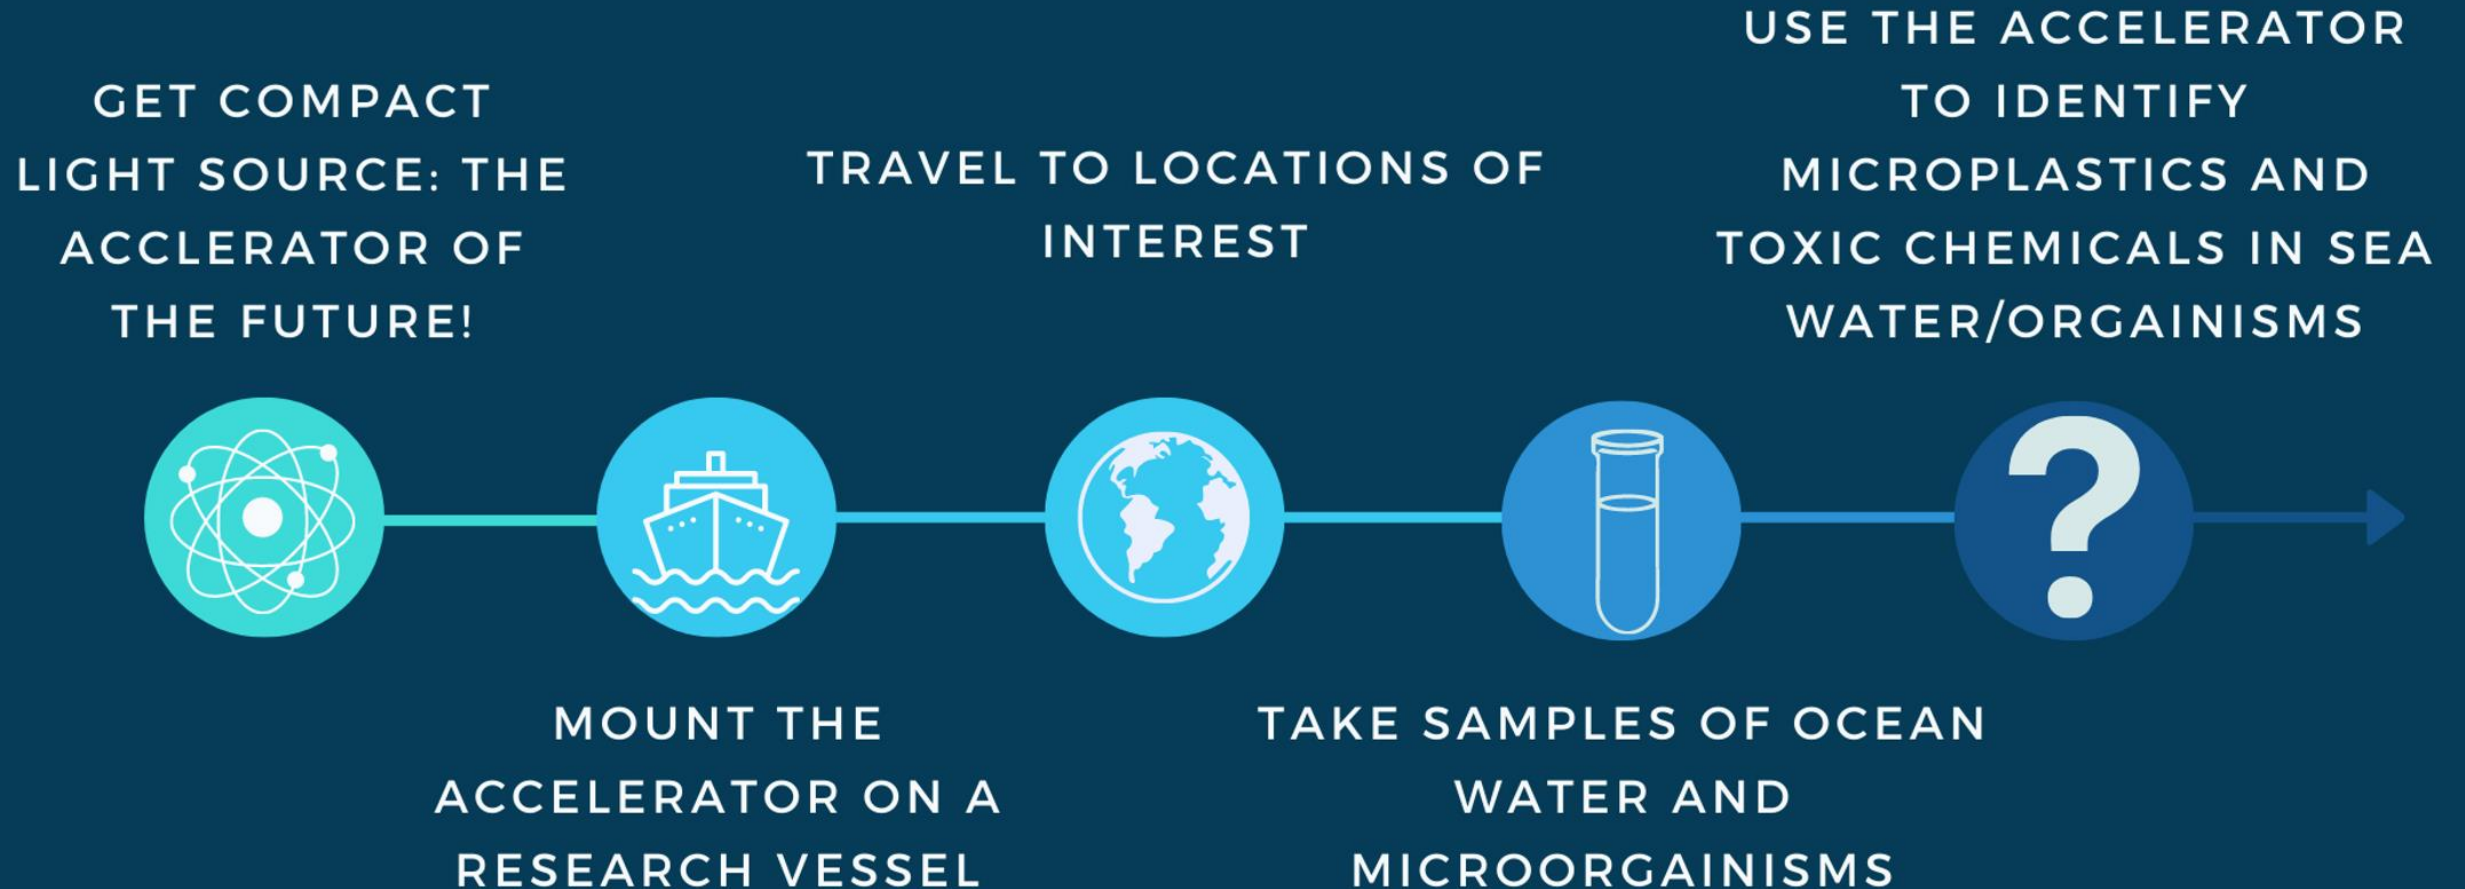 GET COMPACT
LIGHT SOURCE: THE
ACCLERATOR OF
THE FUTURE!
MOUNT THE
ACCELERATOR ON A
RESEARCH VESSEL
TRAVEL TO LOCATIONS OF
INTEREST
TAKE SAMPLES OF OCEAN
WATER AND
MICROORGAINISMS
USE THE ACCELERATOR
TO IDENTIFY
MICROPLASTICS AND
TOXIC CHEMICALS IN SEA
WATER/ORGAINISMS
?